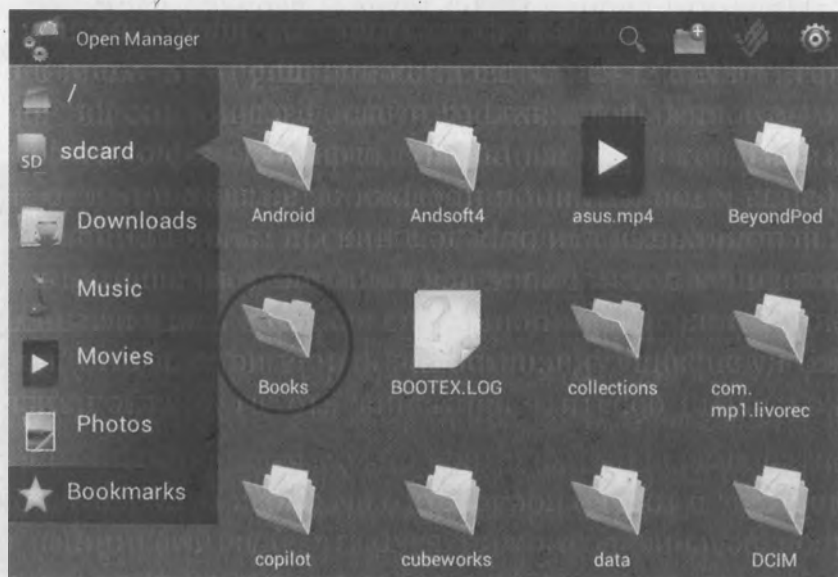 Open Manager
/
SD
sdcard
Downloads
Music
Movies
Photos
Bookmarks
Android
Andsoft4
asus.mp4
BeyondPod
Books
BOOTEX.LOG
collections
com.
mp1.livorec
copilot
cubeworks
data
DCIM